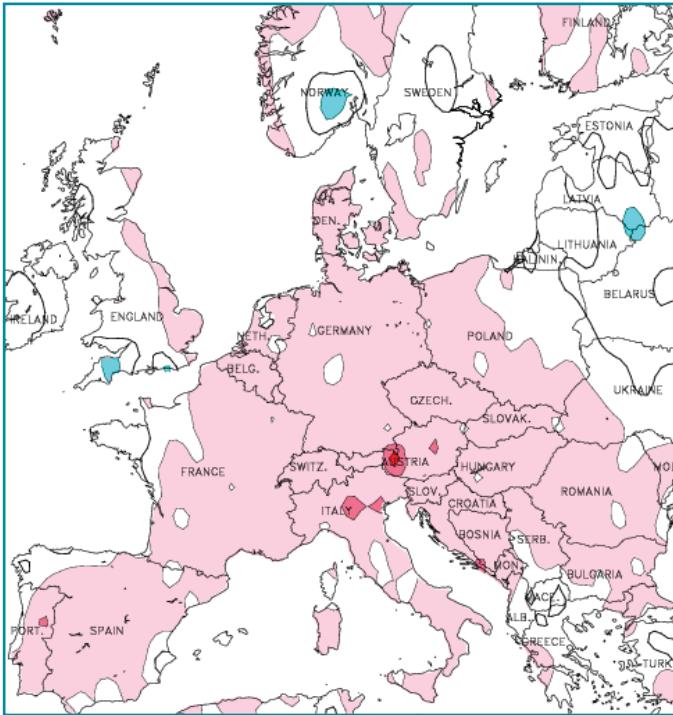 FINLAND
NORWAY
SWEDEN
ESTONIA
LATVIA
DEN.
LITHUANIA
KALININ.
BELARUS
IRELAND
ENGLAND
GERMANY
NETH.
POLAND
BELG.
UKRAINE
CZECH.
SLOVAK.
FRANCE
SWITZ.
AUSTRIA
HUNGARY
MOL
SLOV.
ROMANIA
CROATIA
ITALY
BOSNIA
SERB.
MON.
BULGARIA
MACE.
ALB.
PORT.
SPAIN
GREECE
TURK